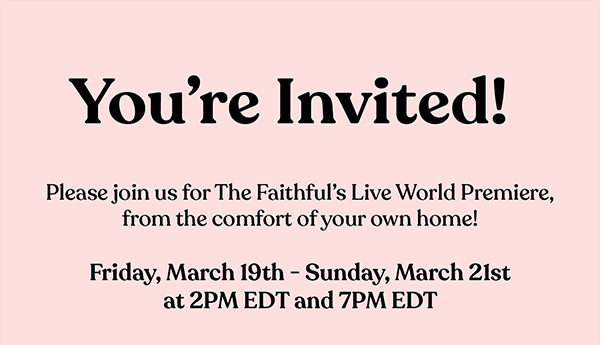 You're Invited!
Please join us for The Faithful's Live World Premiere,
from the comfort of your own home!
Friday, March 19th - Sunday, March 21st
at 2PM EDT and 7PM EDT